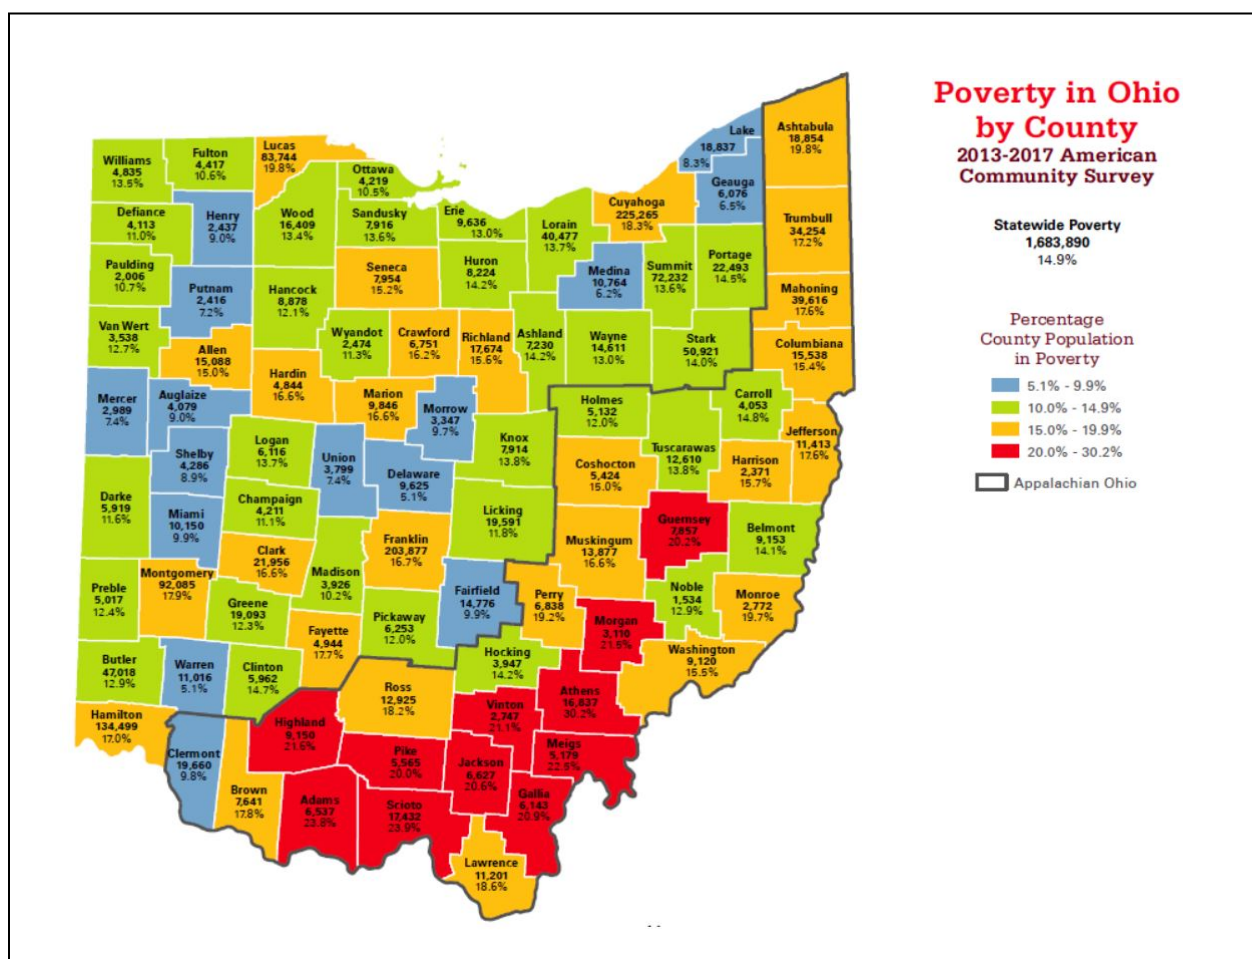 Poverty in Ohio
by County
2013-2017 American
Community Survey
Statewide Poverty
1,683,890
14.9%
Percentage
County Population
in Poverty
5.1% - 9.9%
10.0% - 14.9%
15.0% - 19.9%
20.0% - 30.2%
Appalachian Ohio
Williams
4,835
13.5%
Fulton
4,417
10.6%
Lucas
83,744
19.8%
Ottawa
4,219
10.5%
Lake
18,837
8.3%
Ashtabula
18,854
19.8%
Geauga
6,076
6.5%
Cuyahoga
225,265
18.3%
Defiance
4,113
11.0%
Henry
2,437
9.0%
Wood
16,409
13.4%
Sandusky
7,916
13.6%
Erie
9,636
13.0%
Lorain
40,477
13.7%
Trumbull
34,254
17.2%
Paulding
2,006
10.7%
Putnam
2,416
7.2%
Hancock
8,878
12.1%
Seneca
7,954
15.2%
Huron
8,224
14.2%
Medina
10,764
6.2%
Summit
72,232
13.6%
Portage
22,493
14.5%
Mahoning
39,616
17.6%
Van Wert
3,538
12.7%
Allen
15,088
15.0%
Wyandot
2,474
11.3%
Crawford
6,751
16.2%
Richland
17,674
15.6%
Ashland
7,230
14.2%
Wayne
14,611
13.0%
Stark
50,921
14.0%
Columbiana
15,538
15.4%
Mercer
2,989
7.4%
Auglaize
4,079
9.0%
Hardin
4,844
16.6%
Marion
9,846
16.6%
Morrow
3,347
9.7%
Holmes
5,132
12.0%
Carroll
4,053
14.8%
Jefferson
11,413
17.6%
Shelby
4,286
8.9%
Logan
6,116
13.7%
Union
3,799
7.4%
Delaware
9,625
5.1%
Knox
7,914
13.8%
Coshocton
5,424
15.0%
Tuscarawas
12,610
13.8%
Harrison
2,371
15.7%
Darke
5,919
11.6%
Miami
10,150
9.9%
Champaign
4,211
11.1%
Licking
19,591
11.8%
Guernsey
7,857
20.2%
Belmont
9,153
14.1%
Clark
21,956
16.6%
Madison
3,926
10.2%
Franklin
203,877
16.7%
Muskingum
13,877
16.6%
Preble
5,017
12.4%
Montgomery
92,085
17.9%
Greene
19,093
12.3%
Fayette
4,944
17.7%
Pickaway
6,253
12.0%
Fairfield
14,776
9.9%
Perry
6,838
19.2%
Morgan
3,110
Noble
1,534
12.9%
Monroe
2,772
19.7%
Butler
47,018
12.9%
Warren
11,016
5.1%
Clinton
5,962
14.7%
Ross
12,925
18.2%
Hocking
3,947
14.2%
Athens
16,837
30.2%
Washington
9,120
15.5%
Hamilton
134,499
17.0%
Clermont
19,660
9.8%
Highland
9,150
21.6%
Pike
5,565
20.0%
Vinton
2,747
21.1%
Jackson
6,627
20.6%
Meigs
5,179
Brown
7,641
17.8%
Adams
6,537
23.8%
Scioto
17,432
23.9%
Gallia
6,143
20.9%
Lawrence
11,201
18.6%